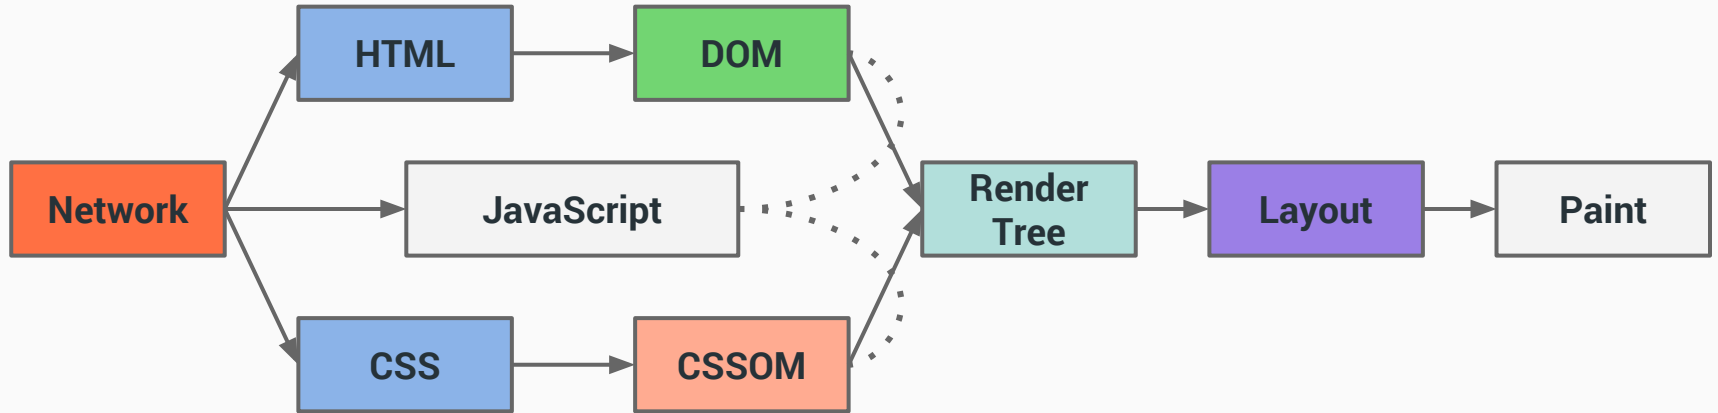 HTML
DOM
Network
JavaScript
Render
Tree
Layout
Paint
CSS
CSSOM